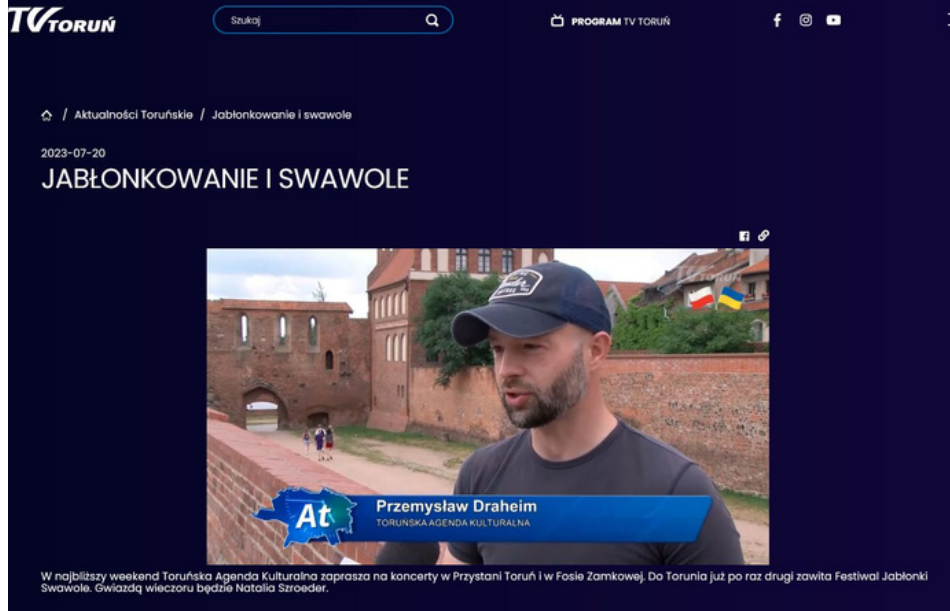 TVTORUŃ
Szukaj
PROGRAM TV TORUŃ
/ Aktualności Toruńskie / Jabłonkowanie i swawole
2023-07-20
JABŁONKOWANIE I SWAWOLE
TVTORUŃ
At
Przemysław Draheim
TORUŃSKA AGENDA KULTURALNA
W najbliższy weekend Toruńska Agenda Kulturalna zaprasza na koncerty w Przystani Toruń i w Fosie Zamkowej. Do Torunia już po raz drugi zawita Festiwal Jabłonki
Swawole. Gwiazdą wieczoru będzie Natalia Szroeder.